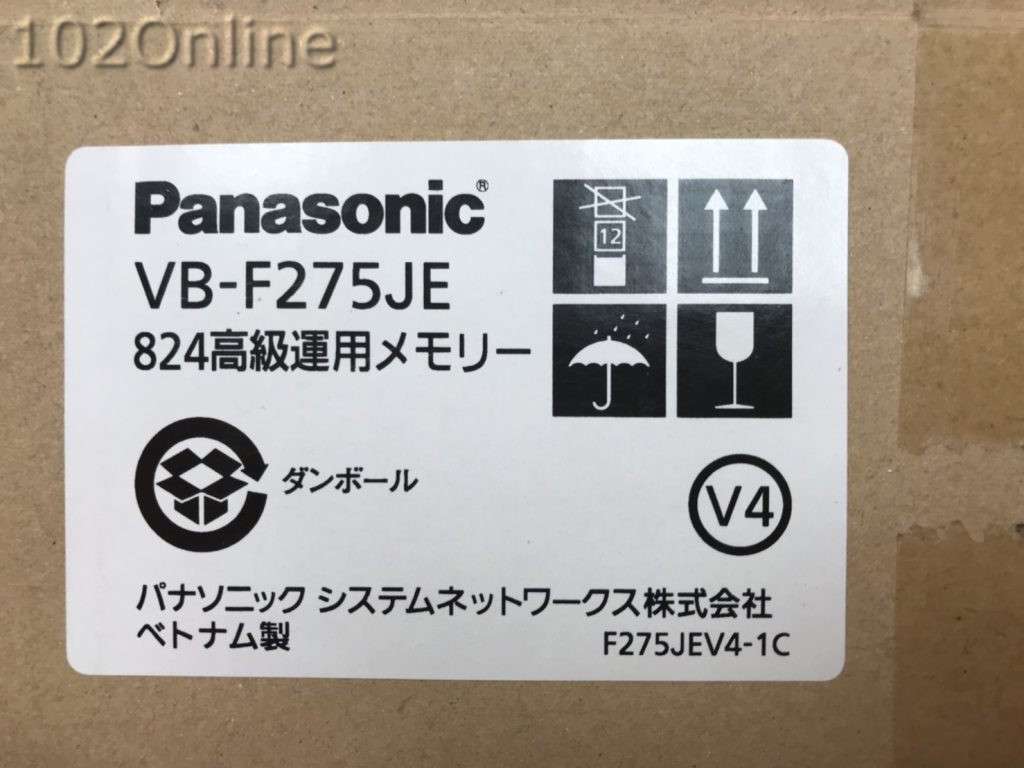 102Online
Panasonic®
VB-F275JE
824高級運用メモリー
12
ダンボール
V4
パナソニック システムネットワークス株式会社
ベトナム製
F275JEV4-1C